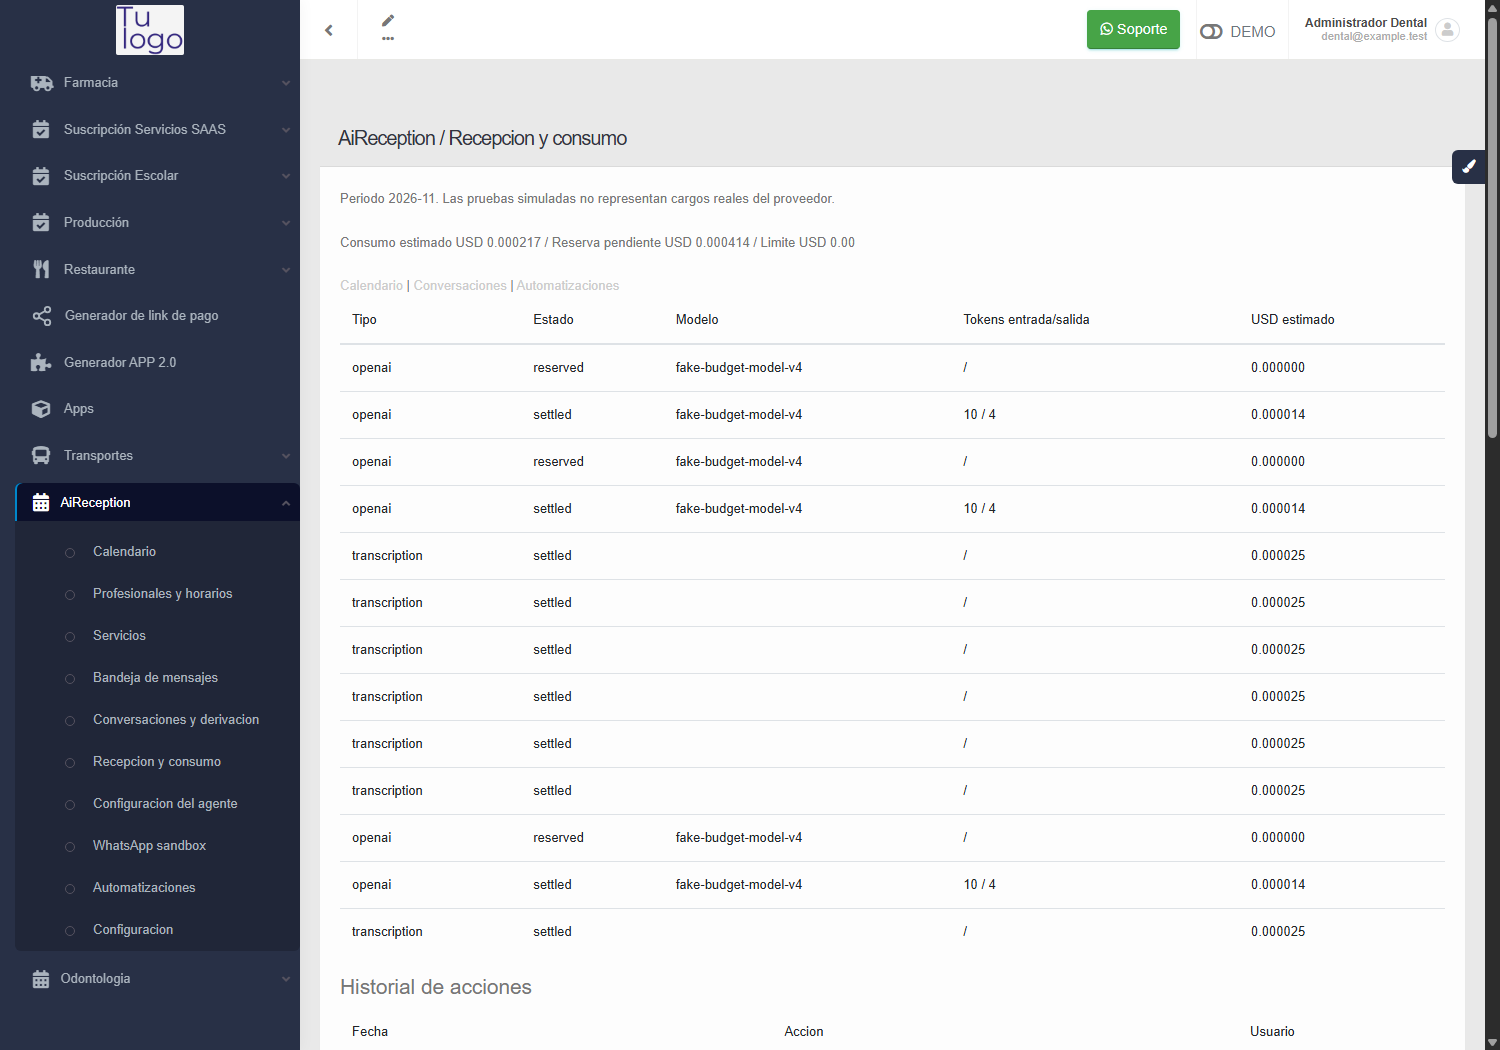 Tu
logo
Farmacia
Suscripción Servicios SAAS
Suscripción Escolar
Producción
Restaurante
Generador de link de pago
Generador APP 2.0
Apps
Transportes
AiReception
Calendario
Profesionales y horarios
Servicios
Bandeja de mensajes
Conversaciones y derivacion
Recepcion y consumo
Configuracion del agente
WhatsApp sandbox
Automatizaciones
Configuracion
Odontologia
Soporte
DEMO
Administrador Dental
dental@example.test
AiReception / Recepcion y consumo
Periodo 2026-11. Las pruebas simuladas no representan cargos reales del proveedor.
Consumo estimado USD 0.000217 / Reserva pendiente USD 0.000414 / Limite USD 0.00
Calendario | Conversaciones | Automatizaciones
Tipo Estado Modelo Tokens entrada/salida USD estimado
openai reserved fake-budget-model-v4 / 0.000000
openai settled fake-budget-model-v4 10 / 4 0.000014
openai reserved fake-budget-model-v4 / 0.000000
openai settled fake-budget-model-v4 10 / 4 0.000014
transcription settled / 0.000025
transcription settled / 0.000025
transcription settled / 0.000025
transcription settled / 0.000025
transcription settled / 0.000025
transcription settled / 0.000025
openai reserved fake-budget-model-v4 / 0.000000
openai settled fake-budget-model-v4 10 / 4 0.000014
transcription settled / 0.000025
Historial de acciones
Fecha Accion Usuario